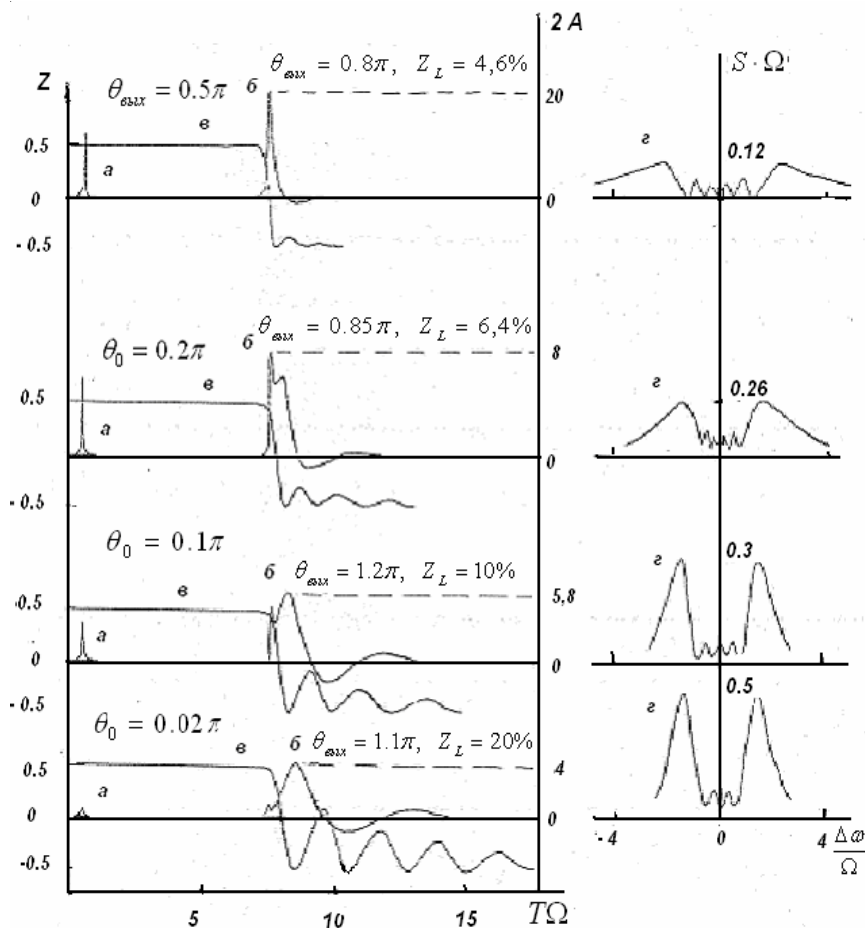 2 A
Z
θвых = 0.5π
б
θвых = 0.8π, Z_L = 4,6%
20
S · Ω
в
г
0.12
0.5
а
0
0
- 0.5
θ0 = 0.2π
б
θвых = 0.85π, Z_L = 6,4%
8
в
г
0.26
0.5
а
0
0
- 0.5
θ0 = 0.1π
б
θвых = 1.2π, Z_L = 10%
г
0.3
0.5
в
5,8
а
0
0
- 0.5
θ0 = 0.02π
в
б
θвых = 1.1π, Z_L = 20%
г
0.5
0.5
.4
а
0
0
-0.5
- 4
0
4
Δω
Ω
5
10
15
TΩ